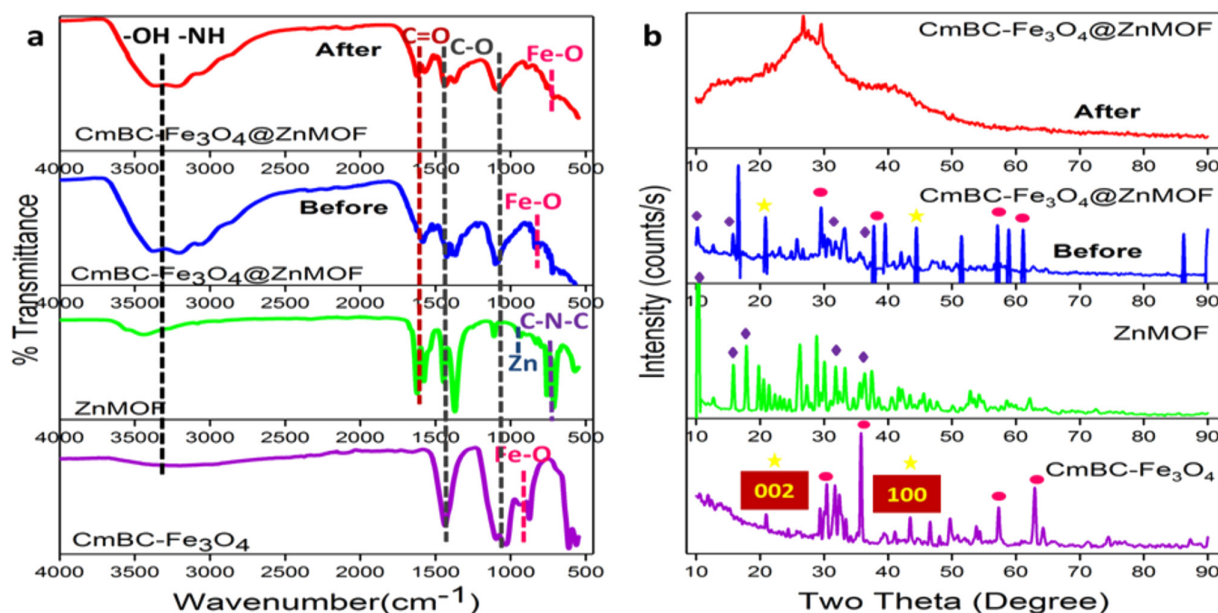 a
-OH -NH
C=O
C-O
After
Fe-O
CmBC-Fe₃O₄@ZnMOF
4000 3500 3000 2500 2000 1500 1000 500
Before
Fe-O
CmBC-Fe₃O₄@ZnMOF
4000 3500 3000 2500 2000 1500 1000 500
C-N-C
Zn
ZnMOF
4000 3500 3000 2500 2000 1500 1000 500
Fe-O
CmBC-Fe₃O₄
4000 3500 3000 2500 2000 1500 1000 500
% Transmittance
Wavenumber(cm⁻¹)
b
CmBC-Fe₃O₄@ZnMOF
After
10 20 30 40 50 60 70 80 90
CmBC-Fe₃O₄@ZnMOF
Before
10 20 30 40 50 60 70 80 90
ZnMOF
10 20 30 40 50 60 70 80 90
CmBC-Fe₃O₄
002
100
10 20 30 40 50 60 70 80 90
Intensity (counts/s)
Two Theta (Degree)